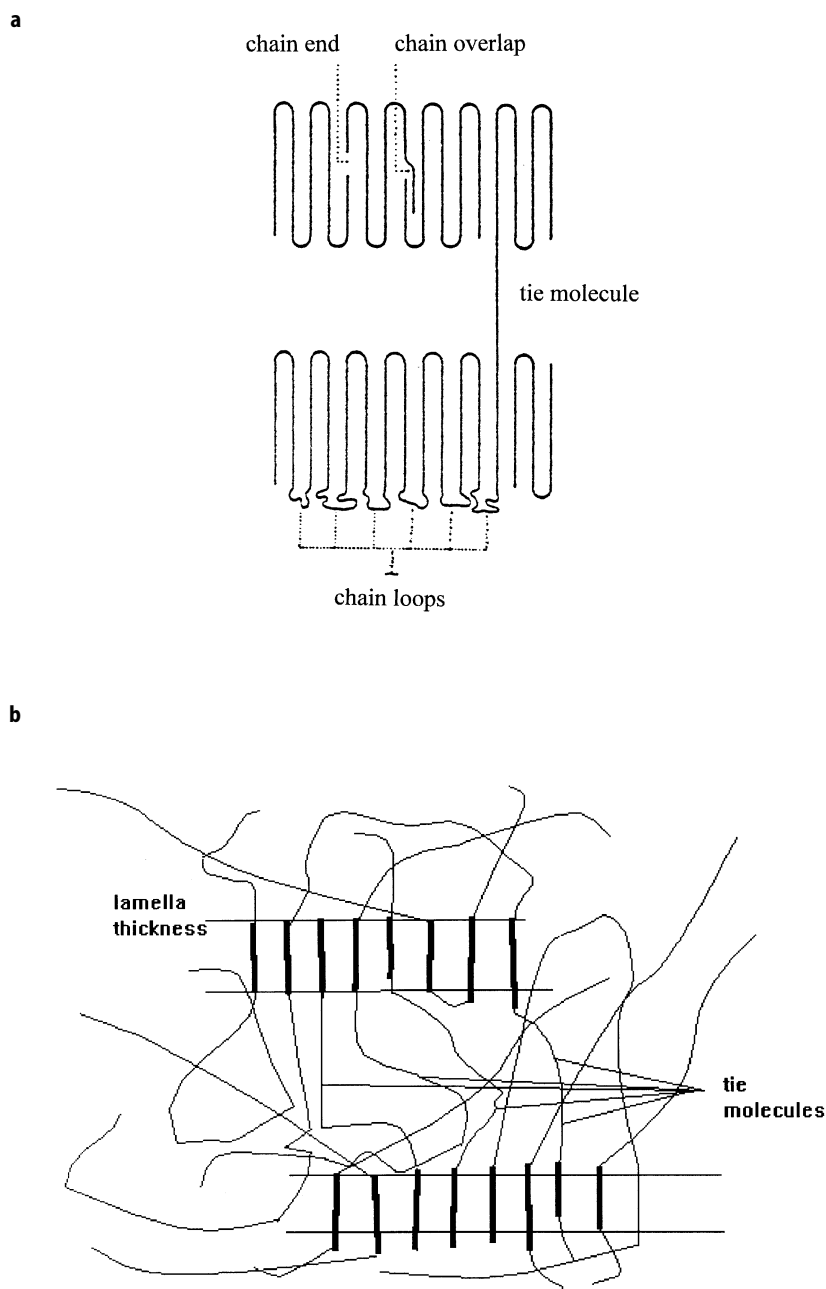 a
chain end
chain overlap
tie molecule
chain loops
b
lamella
thickness
tie
molecules